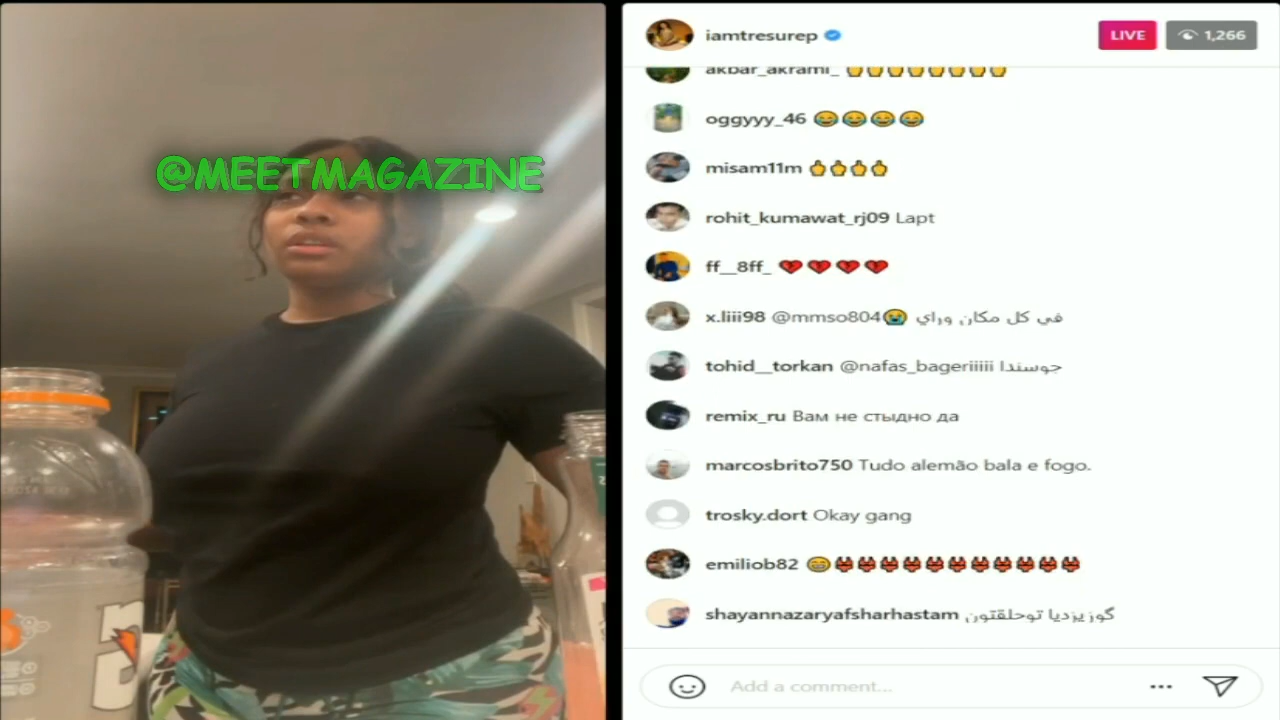 @MEETMAGAZINE
iamtresurep
LIVE
1,266
akbar_akrami_ 🖕🖕🖕🖕🖕🖕🖕🖕
oggyyy_46 😂😂😂😂
misam11m 🖕🖕🖕🖕
rohit_kumawat_rj09 Lapt
ff__8ff_ 💔💔💔💔
x.liii98 @mmso804😭 في كل مكان وراي
tohid__torkan @nafas_bageriiiii جوسندا
remix_ru Вам не стыдно да
marcosbrito750 Tudo alemão bala e fogo.
trosky.dort Okay gang
emiliob82 😁👙👙👙👙👙👙👙👙👙👙👙
shayannazaryafsharhastam گوز یزدیا توحلقتون
Add a comment...